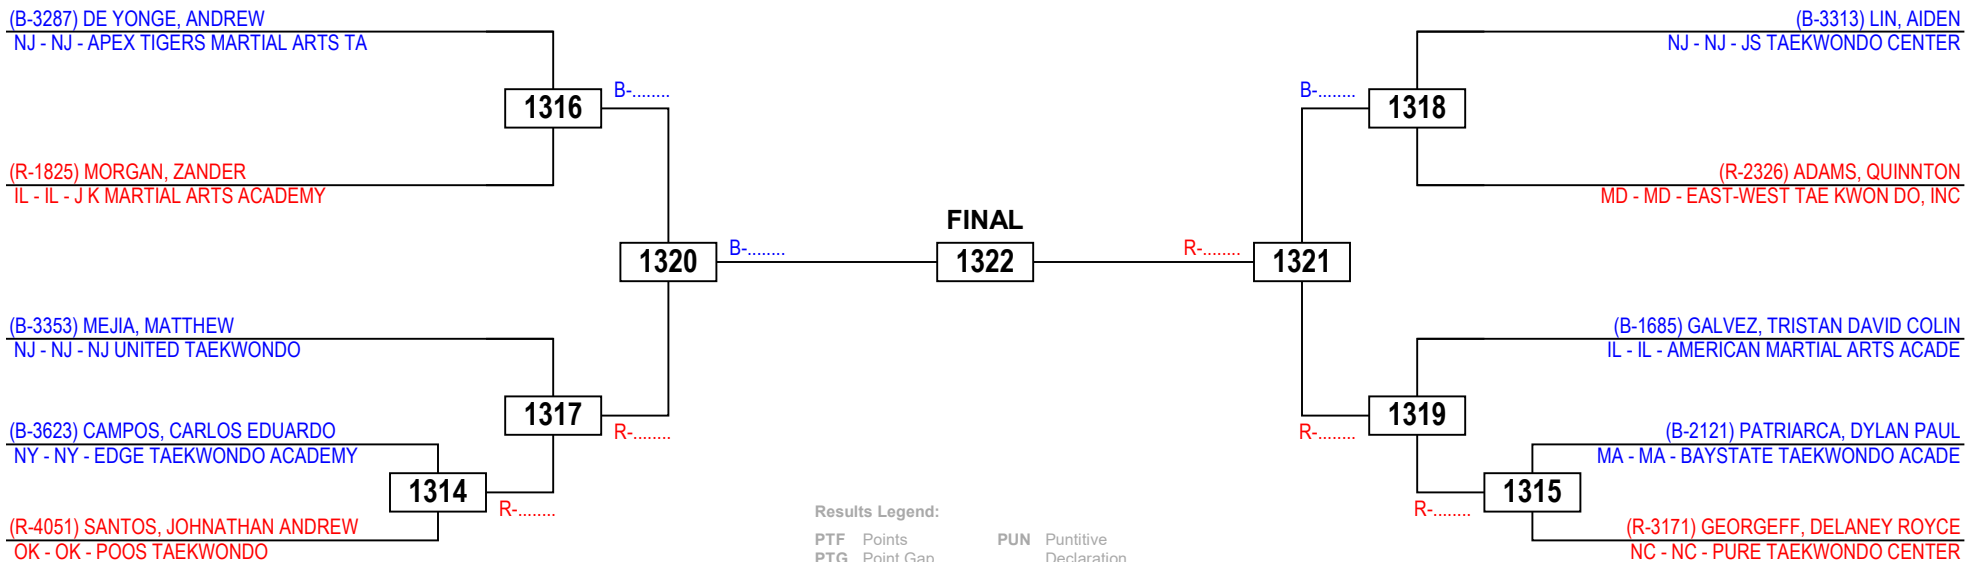 (B-3287) DE YONGE, ANDREW
NJ - NJ - APEX TIGERS MARTIAL ARTS TA
1316
B-........
(R-1825) MORGAN, ZANDER
IL - IL - J K MARTIAL ARTS ACADEMY
1320
B-........
(B-3353) MEJIA, MATTHEW
NJ - NJ - NJ UNITED TAEKWONDO
1317
R-........
(B-3623) CAMPOS, CARLOS EDUARDO
NY - NY - EDGE TAEKWONDO ACADEMY
1314
R-........
(R-4051) SANTOS, JOHNATHAN ANDREW
OK - OK - POOS TAEKWONDO
FINAL
1322
(B-3313) LIN, AIDEN
NJ - NJ - JS TAEKWONDO CENTER
B-........
1318
(R-2326) ADAMS, QUINNTON
MD - MD - EAST-WEST TAE KWON DO, INC
R-........
1321
(B-1685) GALVEZ, TRISTAN DAVID COLIN
IL - IL - AMERICAN MARTIAL ARTS ACADE
R-........
1319
(B-2121) PATRIARCA, DYLAN PAUL
MA - MA - BAYSTATE TAEKWONDO ACADE
R-........
1315
(R-3171) GEORGEFF, DELANEY ROYCE
NC - NC - PURE TAEKWONDO CENTER
Results Legend:
PTF Points PUN Puntitive
PTG Point Gap Declaration